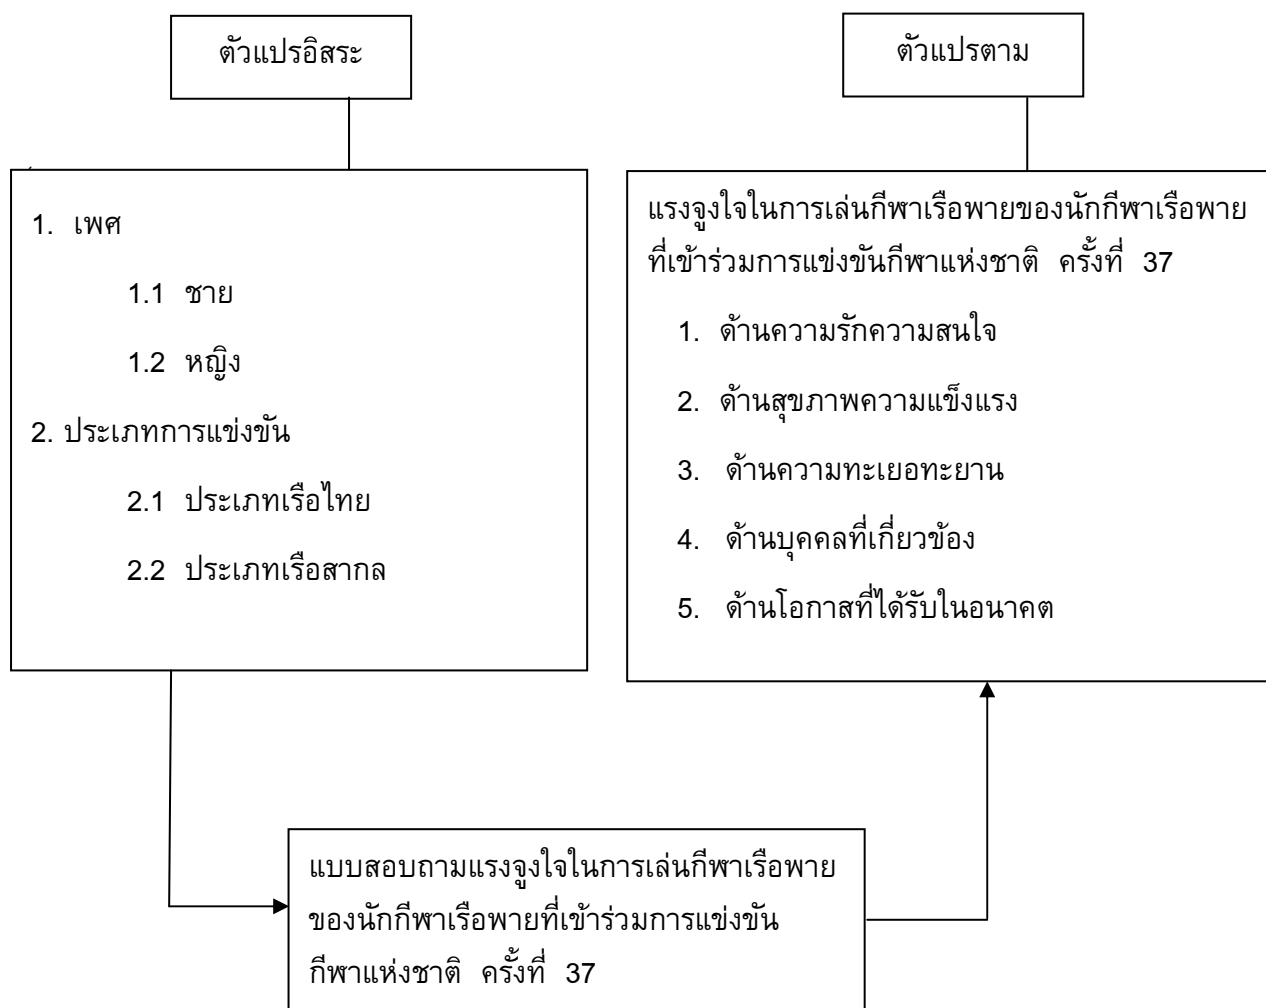 ตัวแปรอิสระ
1. เพศ
1.1 ชาย
1.2 หญิง
2. ประเภทการแข่งขัน
2.1 ประเภทเรือไทย
2.2 ประเภทเรือสากล
ตัวแปรตาม
แรงจูงใจในการเล่นกีฬาเรือพายของนักกีฬาเรือพาย
ที่เข้าร่วมการแข่งขันกีฬาแห่งชาติ ครั้งที่ 37
1. ด้านความรักความสนใจ
2. ด้านสุขภาพความแข็งแรง
3. ด้านความทะเยอทะยาน
4. ด้านบุคคลที่เกี่ยวข้อง
5. ด้านโอกาสที่ได้รับในอนาคต
แบบสอบถามแรงจูงใจในการเล่นกีฬาเรือพาย
ของนักกีฬาเรือพายที่เข้าร่วมการแข่งขัน
กีฬาแห่งชาติ ครั้งที่ 37